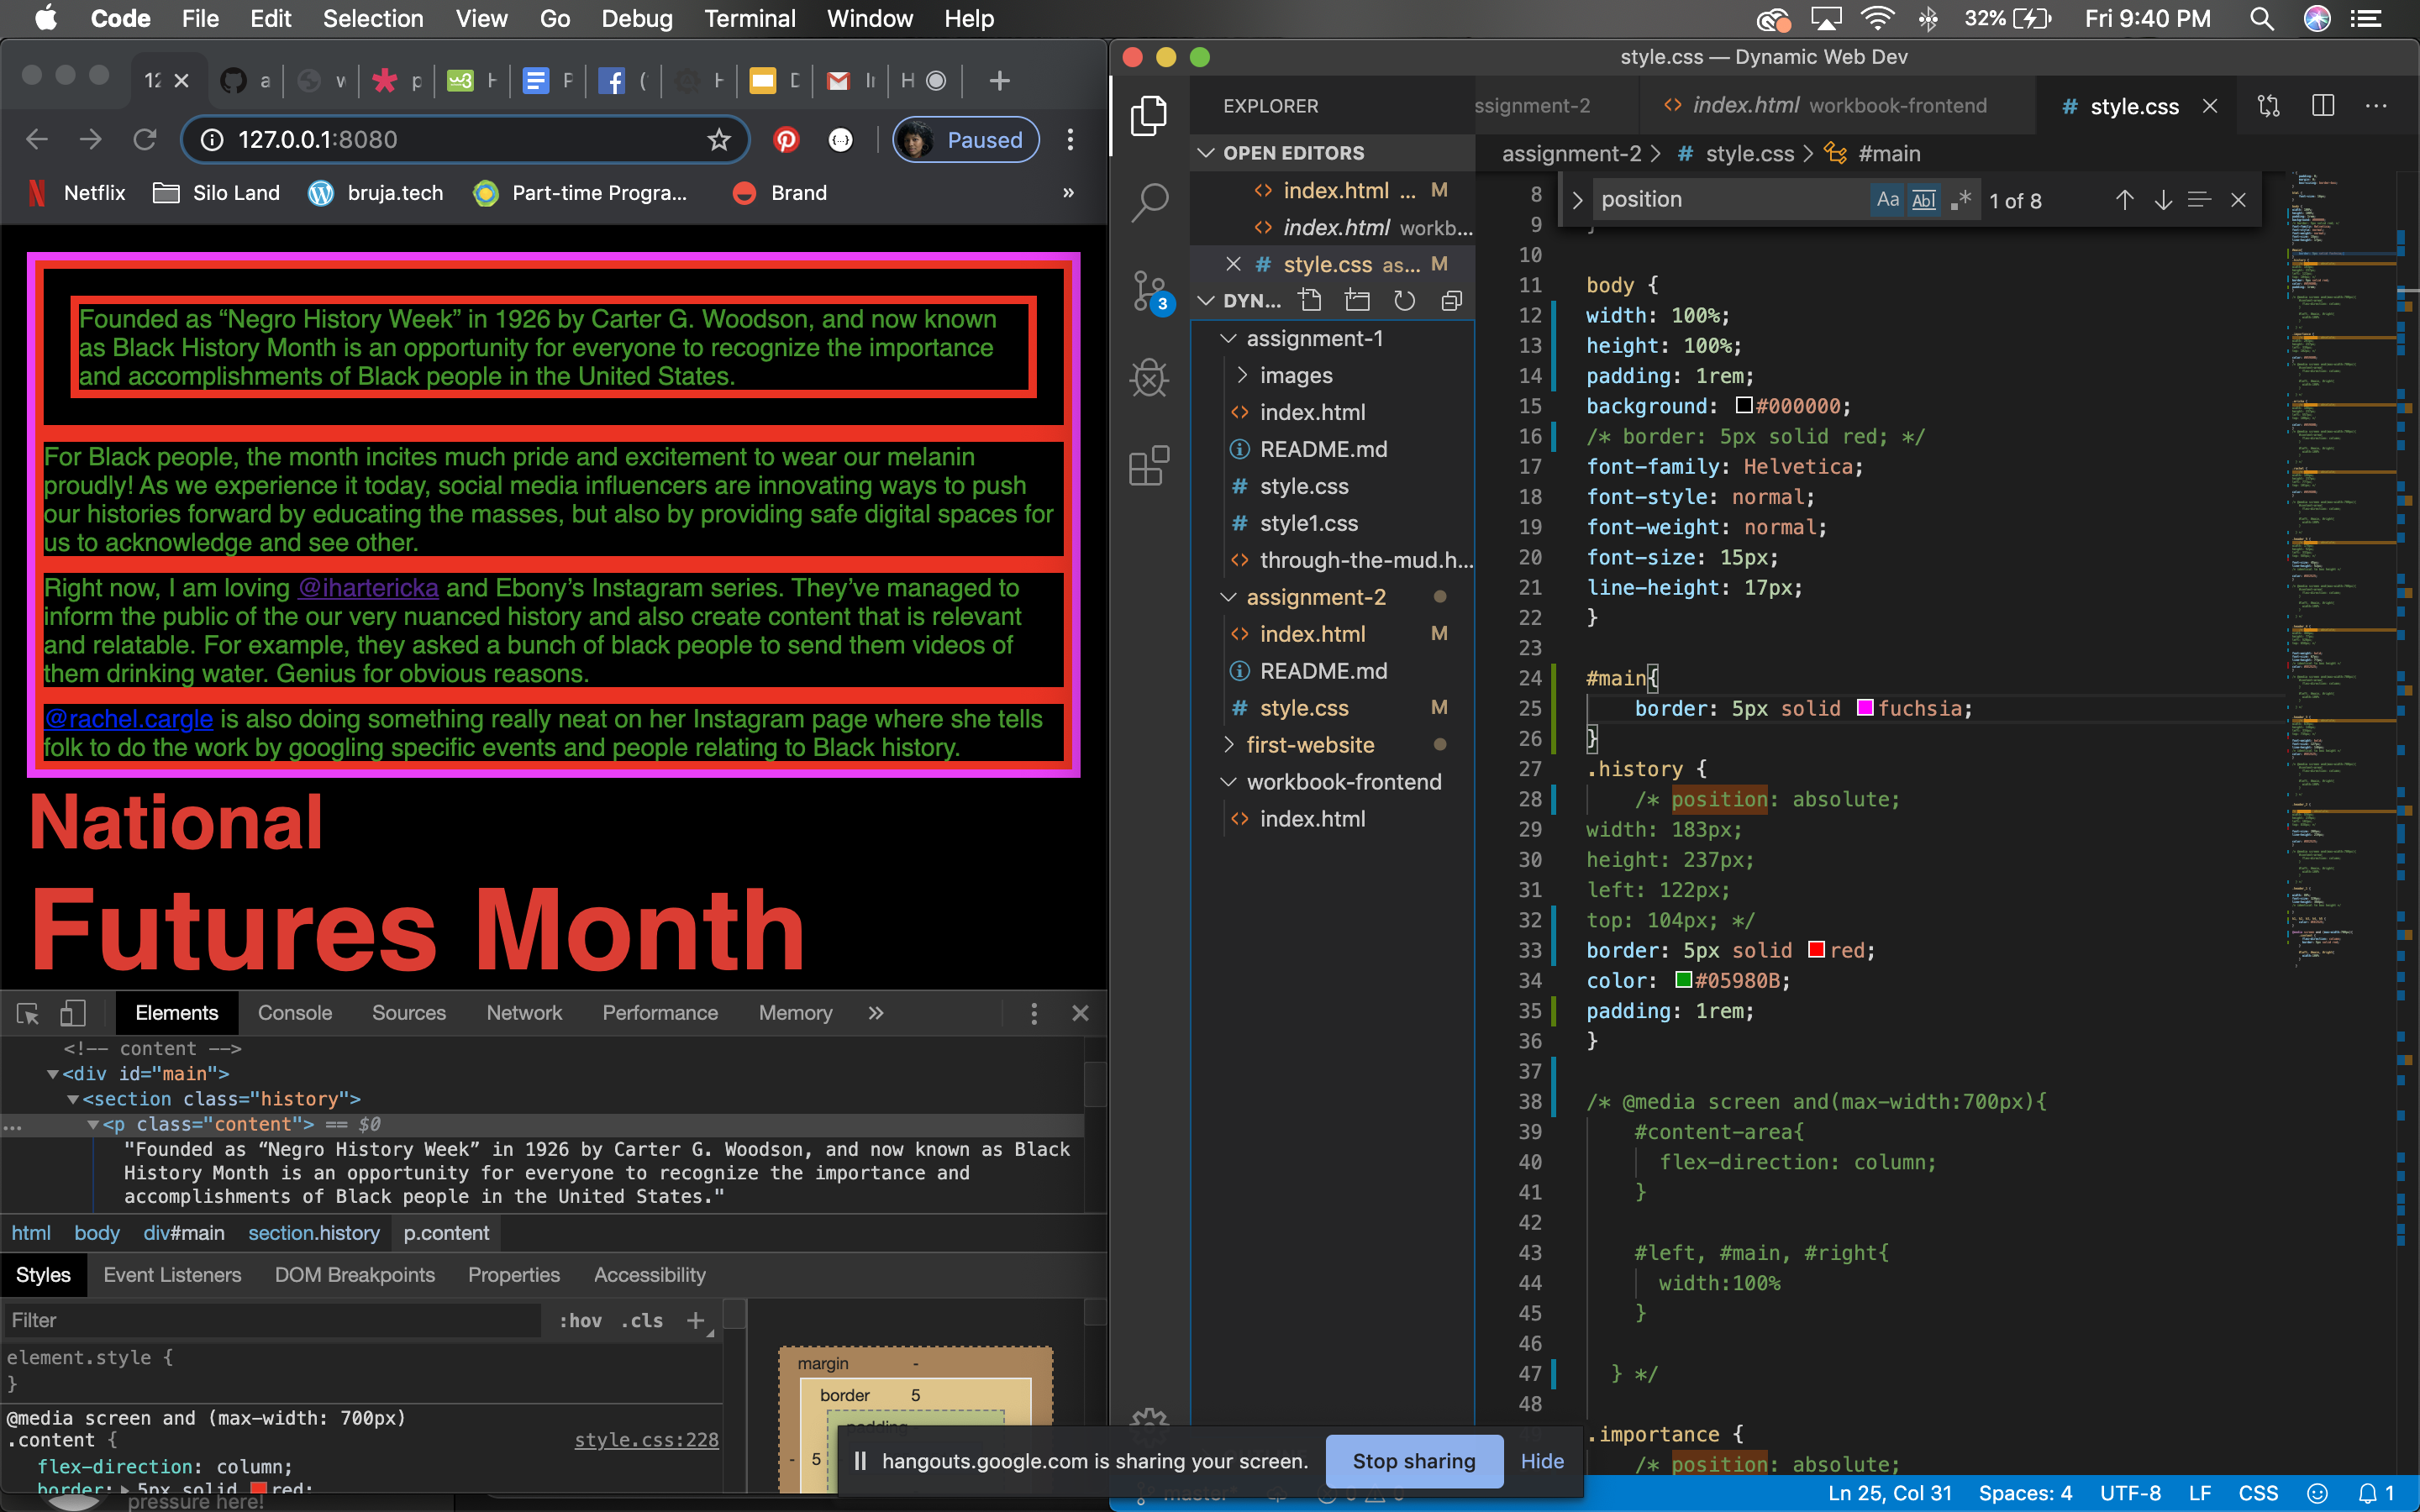 Code File Edit Selection View Go Debug Terminal Window Help 32% Fri 9:40 PM
12 a w p H P ( H D In H
127.0.0.1:8080 Paused
Netflix Silo Land bruja.tech Part-time Progra... Brand »
Founded as “Negro History Week” in 1926 by Carter G. Woodson, and now known
as Black History Month is an opportunity for everyone to recognize the importance
and accomplishments of Black people in the United States.
For Black people, the month incites much pride and excitement to wear our melanin
proudly! As we experience it today, social media influencers are innovating ways to push
our histories forward by educating the masses, but also by providing safe digital spaces for
us to acknowledge and see other.
Right now, I am loving @ihartericka and Ebony’s Instagram series. They’ve managed to
inform the public of the our very nuanced history and also create content that is relevant
and relatable. For example, they asked a bunch of black people to send them videos of
them drinking water. Genius for obvious reasons.
@rachel.cargle is also doing something really neat on her Instagram page where she tells
folk to do the work by googling specific events and people relating to Black history.
National
Futures Month
Elements Console Sources Network Performance Memory »
<!-- content -->
<div id="main">
<section class="history">
... <p class="content"> == $0
"Founded as “Negro History Week” in 1926 by Carter G. Woodson, and now known as Black
History Month is an opportunity for everyone to recognize the importance and
accomplishments of Black people in the United States."
html body div#main section.history p.content
Styles Event Listeners DOM Breakpoints Properties Accessibility
Filter :hov .cls +
element.style {
}
@media screen and (max-width: 700px)
.content { style.css:228
flex-direction: column;
border: 5px solid red;
pressure here!
margin -
border 5
padding
- 5
hangouts.google.com is sharing your screen. Stop sharing Hide
style.css — Dynamic Web Dev
EXPLORER
OPEN EDITORS
index.html ... M
index.html workb...
style.css as... M
DYN...
assignment-1
images
index.html
README.md
style.css
style1.css
through-the-mud.h...
assignment-2
index.html M
README.md
style.css M
first-website
workbook-frontend
index.html
3
ssignment-2 index.html workbook-frontend # style.css
assignment-2 > # style.css > #main
position Aa Abl .* 1 of 8
8
9 }
10
11 body {
12 width: 100%;
13 height: 100%;
14 padding: 1rem;
15 background: #000000;
16 /* border: 5px solid red; */
17 font-family: Helvetica;
18 font-style: normal;
19 font-weight: normal;
20 font-size: 15px;
21 line-height: 17px;
22 }
23
24 #main{
25 border: 5px solid fuchsia;
26 }
27 .history {
28 /* position: absolute;
29 width: 183px;
30 height: 237px;
31 left: 122px;
32 top: 104px; */
33 border: 5px solid red;
34 color: #05980B;
35 padding: 1rem;
36 }
37
38 /* @media screen and(max-width:700px){
39 #content-area{
40 flex-direction: column;
41 }
42
43 #left, #main, #right{
44 width:100%
45 }
46
47 } */
48
.importance {
/* position: absolute;
master* 0 0 Ln 25, Col 31 Spaces: 4 UTF-8 LF CSS 1